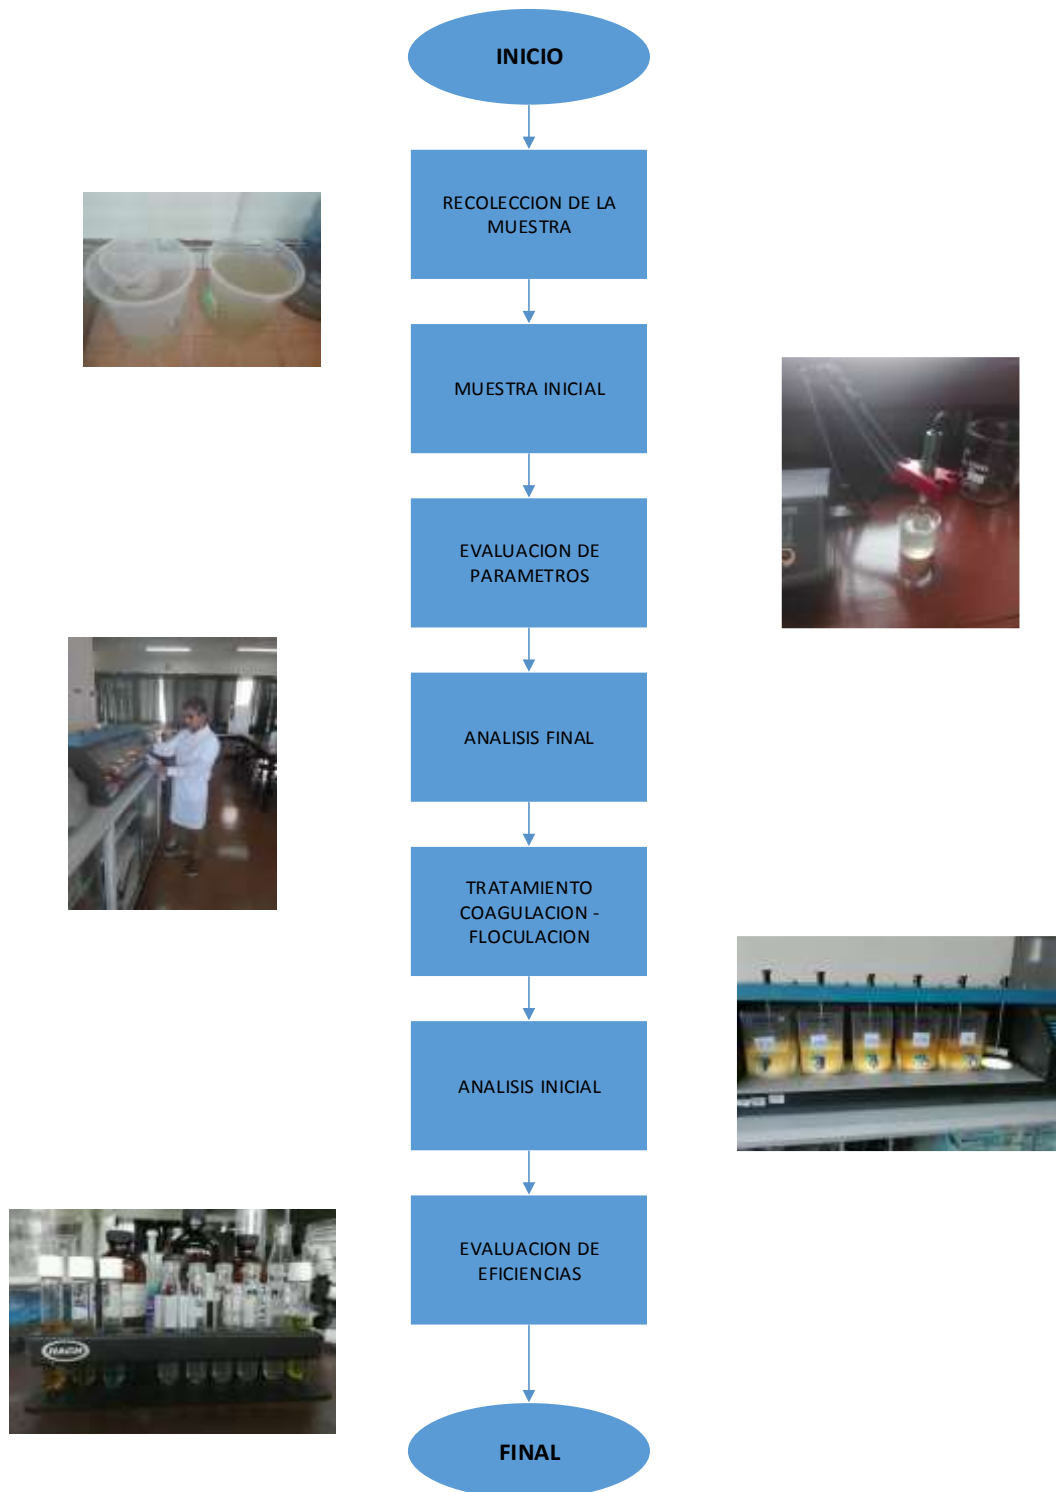 INICIO
RECOLECCION DE LA
MUESTRA
MUESTRA INICIAL
EVALUACION DE
PARAMETROS
ANALISIS FINAL
TRATAMIENTO
COAGULACION -
FLOCULACION
ANALISIS INICIAL
EVALUACION DE
EFICIENCIAS
HACH
FINAL